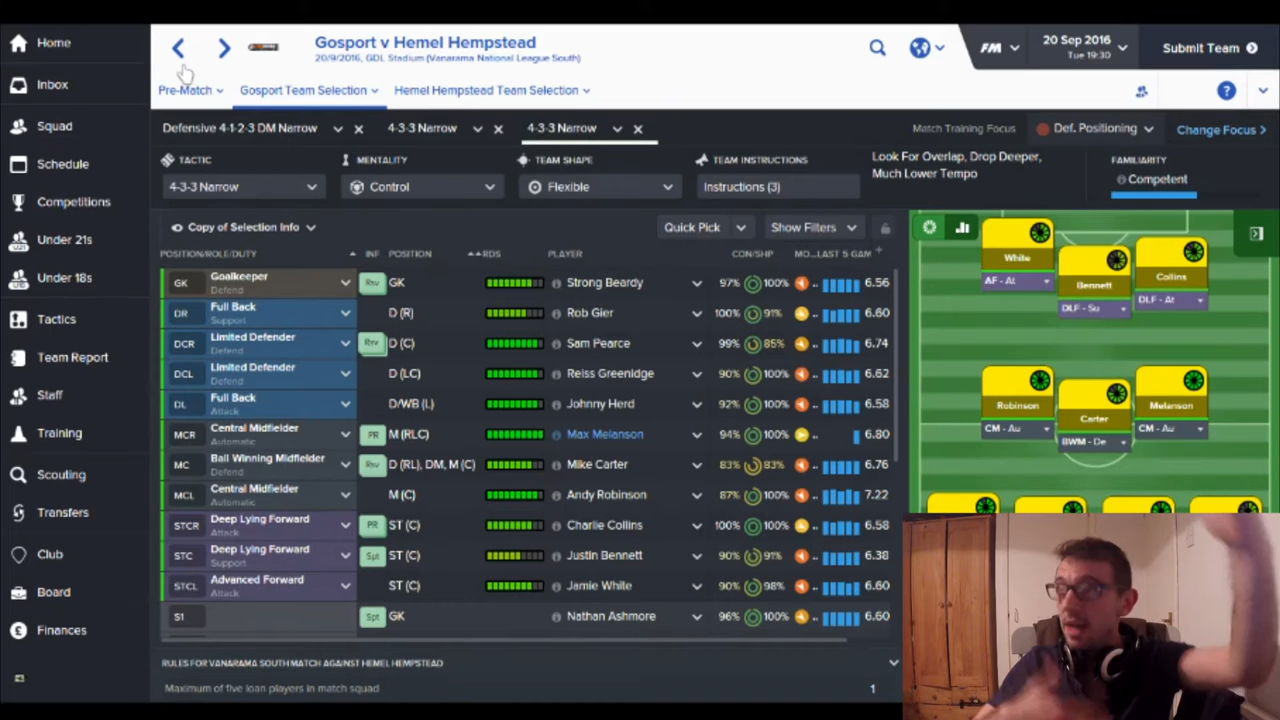 Home
Inbox
Squad
Schedule
Competitions
Under 21s
U21
Under 18s
U18
Tactics
Team Report
Staff
Training
Scouting
Transfers
Club
Board
Finances
Gosport v Hemel Hempstead
20/9/2016, GDL Stadium (Vanarama National League South)
FM
20 Sep 2016
Tue 19:30
Submit Team
Pre-Match
Gosport Team Selection
Hemel Hempstead Team Selection
?
Defensive 4-1-2-3 DM Narrow
4-3-3 Narrow
4-3-3 Narrow
Match Training Focus
Def. Positioning
Change Focus >
TACTIC
4-3-3 Narrow
MENTALITY
Control
TEAM SHAPE
Flexible
TEAM INSTRUCTIONS
Instructions (3)
Look For Overlap, Drop Deeper,
Much Lower Tempo
FAMILIARITY
Competent
Copy of Selection Info
Quick Pick
Show Filters
POSITION/ROLE/DUTY INF POSITION RDS PLAYER CON/SHP MO... LAST 5 GAM
GK Goalkeeper Defend Rsv GK Strong Beardy 97% 100% .. 6.56
DR Full Back Support D (R) Rob Gier 100% 91% .. 6.60
DCR Limited Defender Defend Rsv D (C) Sam Pearce 99% 85% .. 6.74
DCL Limited Defender Defend D (LC) Reiss Greenidge 90% 100% .. 6.62
DL Full Back Attack D/WB (L) Johnny Herd 92% 100% .. 6.58
MCR Central Midfielder Automatic PR M (RLC) Max Melanson 94% 100% .. 6.80
MC Ball Winning Midfielder Defend Rsv D (RL), DM, M (C) Mike Carter 83% 83% .. 6.76
MCL Central Midfielder Automatic M (C) Andy Robinson 87% 100% .. 7.22
STCR Deep Lying Forward Attack PR ST (C) Charlie Collins 100% 100% .. 6.58
STC Deep Lying Forward Support Spt ST (C) Justin Bennett 90% 91% .. 6.38
STCL Advanced Forward Attack ST (C) Jamie White 90% 98% .. 6.60
S1 Spt GK Nathan Ashmore 96% 100% .. 6.60
RULES FOR VANARAMA SOUTH MATCH AGAINST HEMEL HEMPSTEAD
Maximum of five loan players in match squad 1
White
AF - At
Bennett
DLF - Su
Collins
DLF - At
Robinson
CM - Au
Carter
BWM - De
Melanson
CM - Au